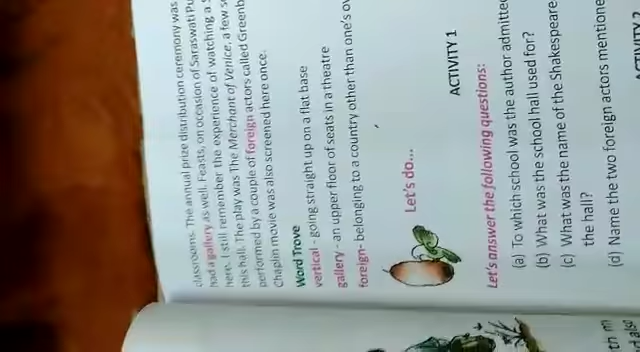 classrooms. The annual prize distribution ceremony was
had a gallery as well. Feasts, on occasion of Saraswati
here. I still remember the experience of watching a
this hall. The play was The Merchant of Venice, a few
performed by a couple of foreign actors called
Chaplin movie was also screened here once.
Word Trove
vertical - going straight up on a flat base
gallery - an upper floor of seats in a theatre
foreign- belonging to a country other than one's
Let's do...
ACTIVITY 1
Let's answer the following questions:
(a) To which school was the author admitted
(b) What was the school hall used for?
(c) What was the name of the Shakespeare
the hall?
(d) Name the two foreign actors mentione